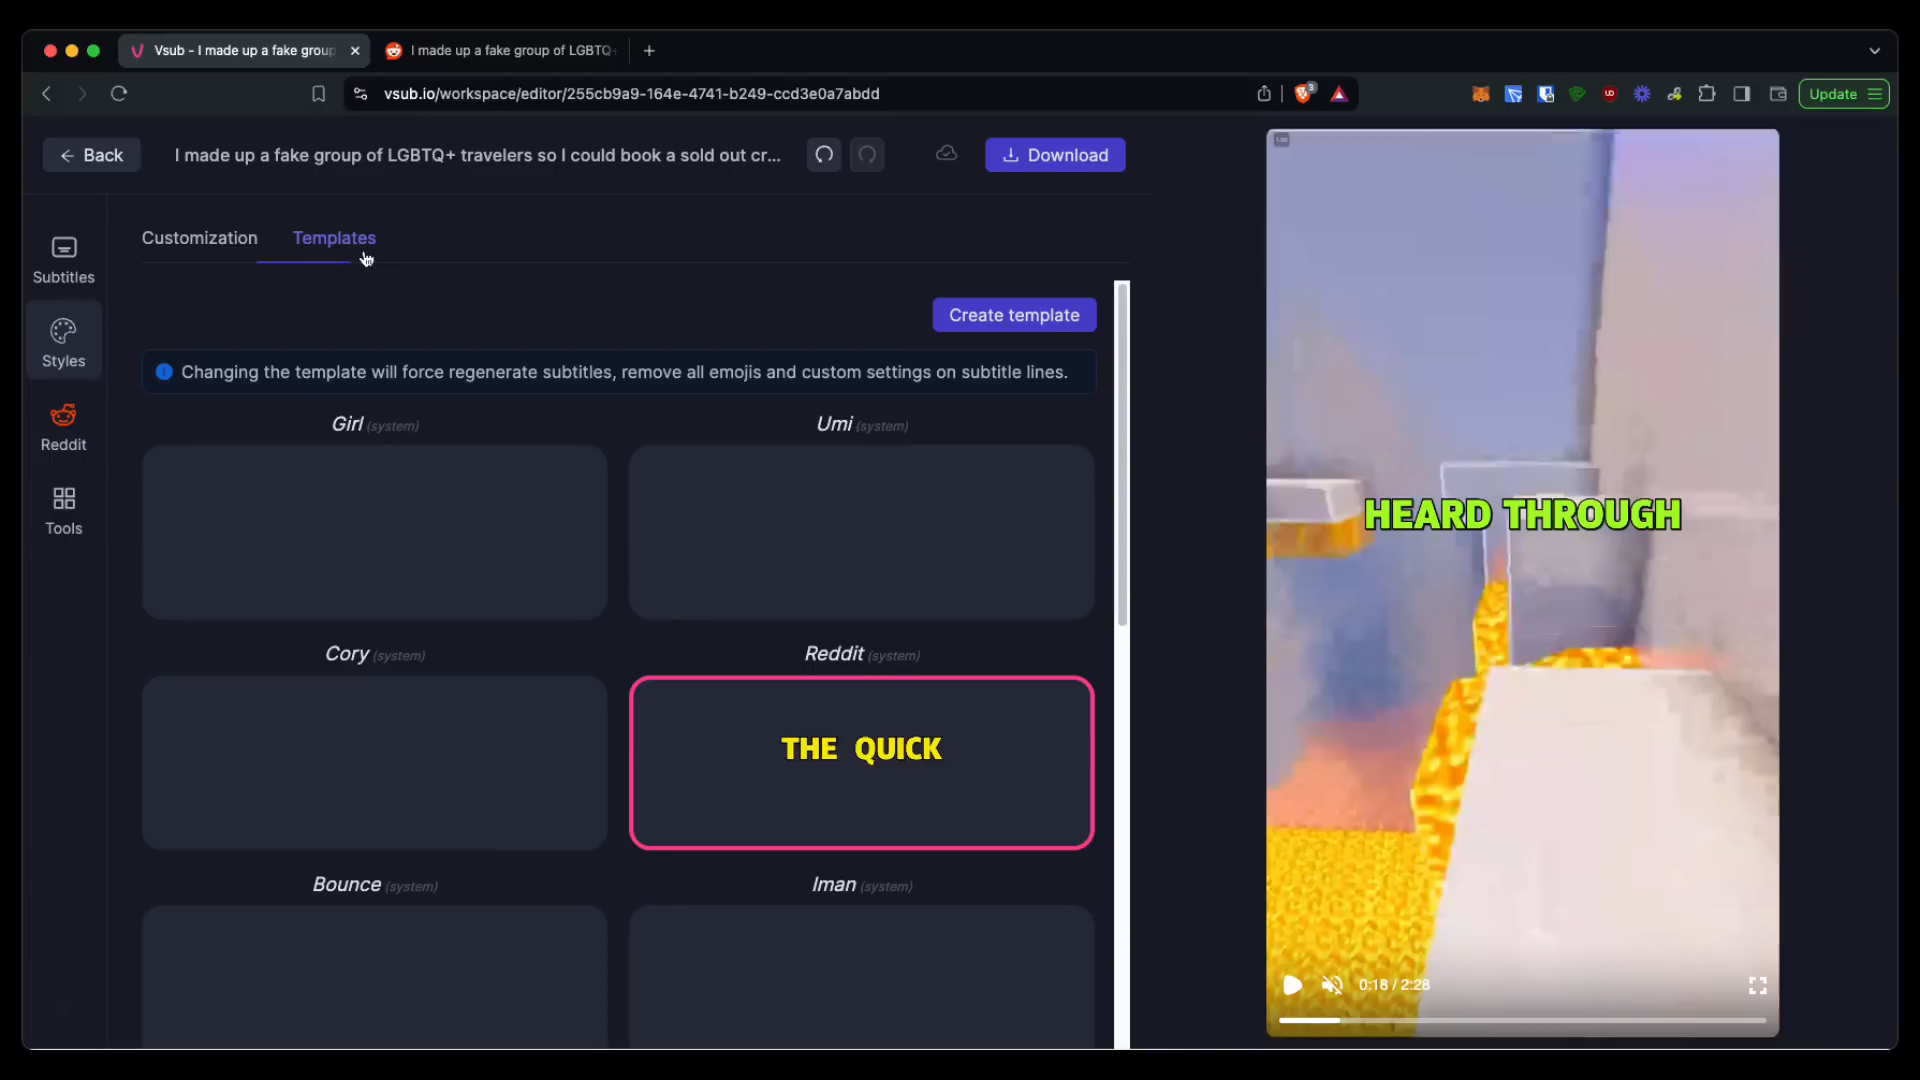 Vsub - I made up a fake group
I made up a fake group of LGBTQ+
vsub.io/workspace/editor/255cb9a9-164e-4741-b249-ccd3e0a7abdd
3
Update
Back
I made up a fake group of LGBTQ+ travelers so I could book a sold out cr...
Download
Customization
Templates
Subtitles
Styles
Reddit
Tools
Create template
Changing the template will force regenerate subtitles, remove all emojis and custom settings on subtitle lines.
Girl (system)
Umi (system)
Cory (system)
Reddit (system)
THE QUICK
Bounce (system)
Iman (system)
1.00
HEARD THROUGH
0:18 / 2:28